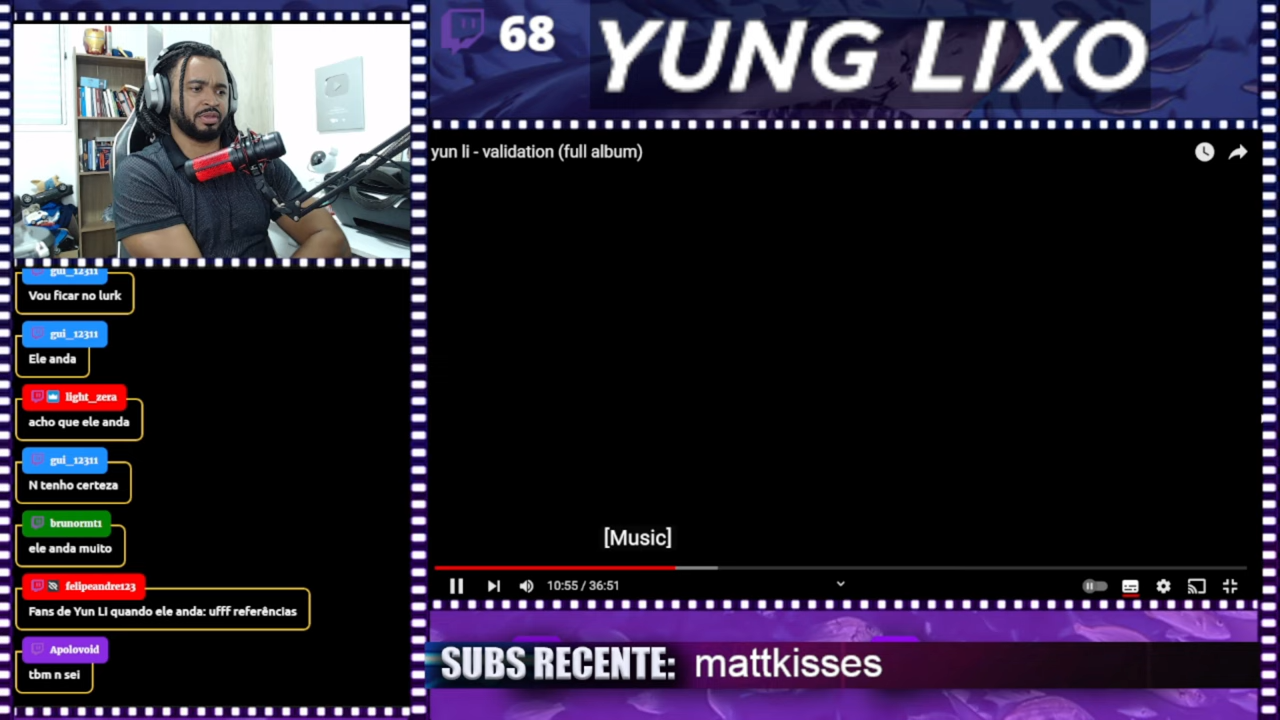 68
YUNG LIXO
yun li - validation (full album)
gui_12311
Vou ficar no lurk
gui_12311
Ele anda
light_zera
acho que ele anda
gui_12311
N tenho certeza
brunormt1
ele anda muito
felipeandre123
Fans de Yun Li quando ele anda: ufff referências
Apolovoid
tbm n sei
[Music]
10:55 / 36:51
SUBS RECENTE: mattkisses